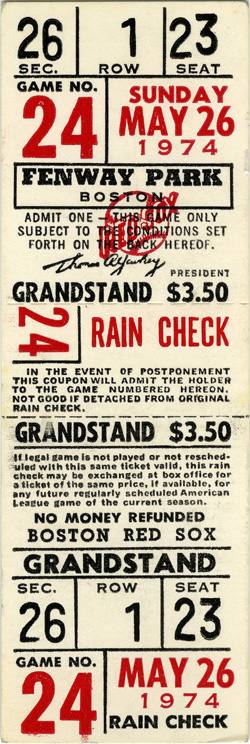 26 1 23
SEC. ROW SEAT
GAME NO.
24
SUNDAY
MAY 26
1974
FENWAY PARK
BOSTON
ADMIT ONE — THIS GAME ONLY
SUBJECT TO THE CONDITIONS SET
FORTH ON THE BACK HEREOF.
Thomas A Yawkey
PRESIDENT
GRANDSTAND $3.50
24
RAIN CHECK
IN THE EVENT OF POSTPONEMENT
THIS COUPON WILL ADMIT THE HOLDER
TO THE GAME NUMBERED HEREON.
NOT GOOD IF DETACHED FROM ORIGINAL
RAIN CHECK.
GRANDSTAND $3.50
If legal game is not played or not resched-
uled with this same ticket valid, this rain
check may be exchanged at box office for
a ticket of the same price, if available, for
any future regularly scheduled American
League game of the current season.
NO MONEY REFUNDED
BOSTON RED SOX
GRANDSTAND
SEC. ROW SEAT
26 1 23
GAME NO.
24
MAY 26
1974
RAIN CHECK